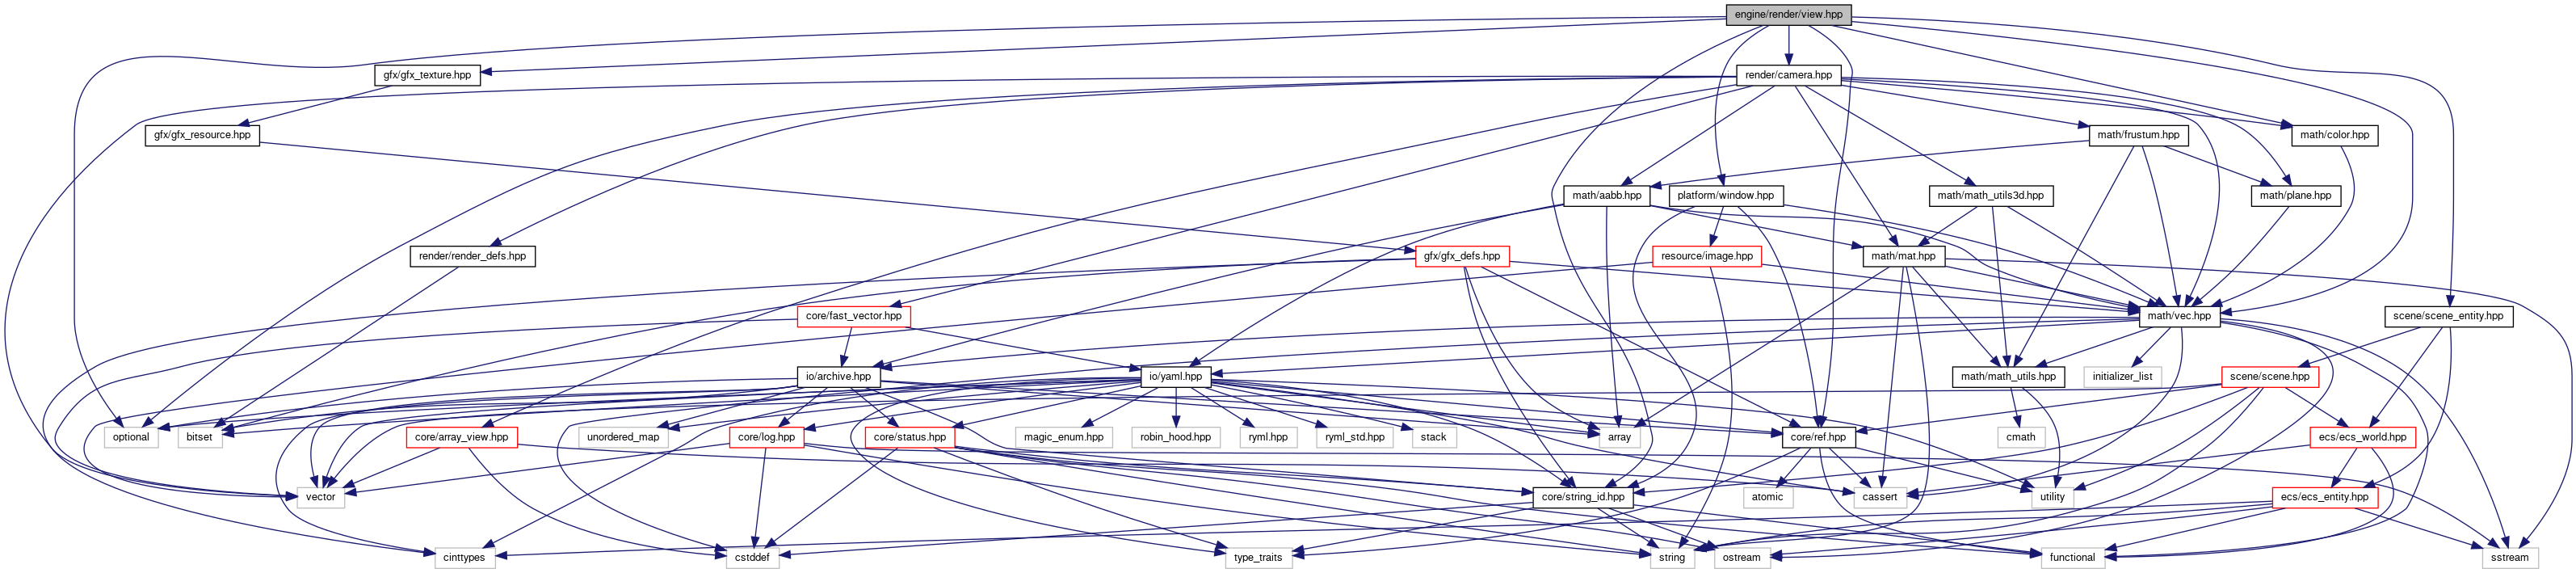 engine/render/view.hpp
gfx/gfx_texture.hpp
render/camera.hpp
gfx/gfx_resource.hpp
math/frustum.hpp
math/color.hpp
math/aabb.hpp
platform/window.hpp
math/math_utils3d.hpp
math/plane.hpp
render/render_defs.hpp
gfx/gfx_defs.hpp
resource/image.hpp
math/mat.hpp
core/fast_vector.hpp
math/vec.hpp
scene/scene_entity.hpp
io/archive.hpp
io/yaml.hpp
math/math_utils.hpp
initializer_list
scene/scene.hpp
optional
bitset
core/array_view.hpp
unordered_map
core/log.hpp
core/status.hpp
magic_enum.hpp
robin_hood.hpp
ryml.hpp
ryml_std.hpp
stack
array
core/ref.hpp
cmath
ecs/ecs_world.hpp
vector
core/string_id.hpp
atomic
cassert
utility
ecs/ecs_entity.hpp
cinttypes
cstddef
type_traits
string
ostream
functional
sstream